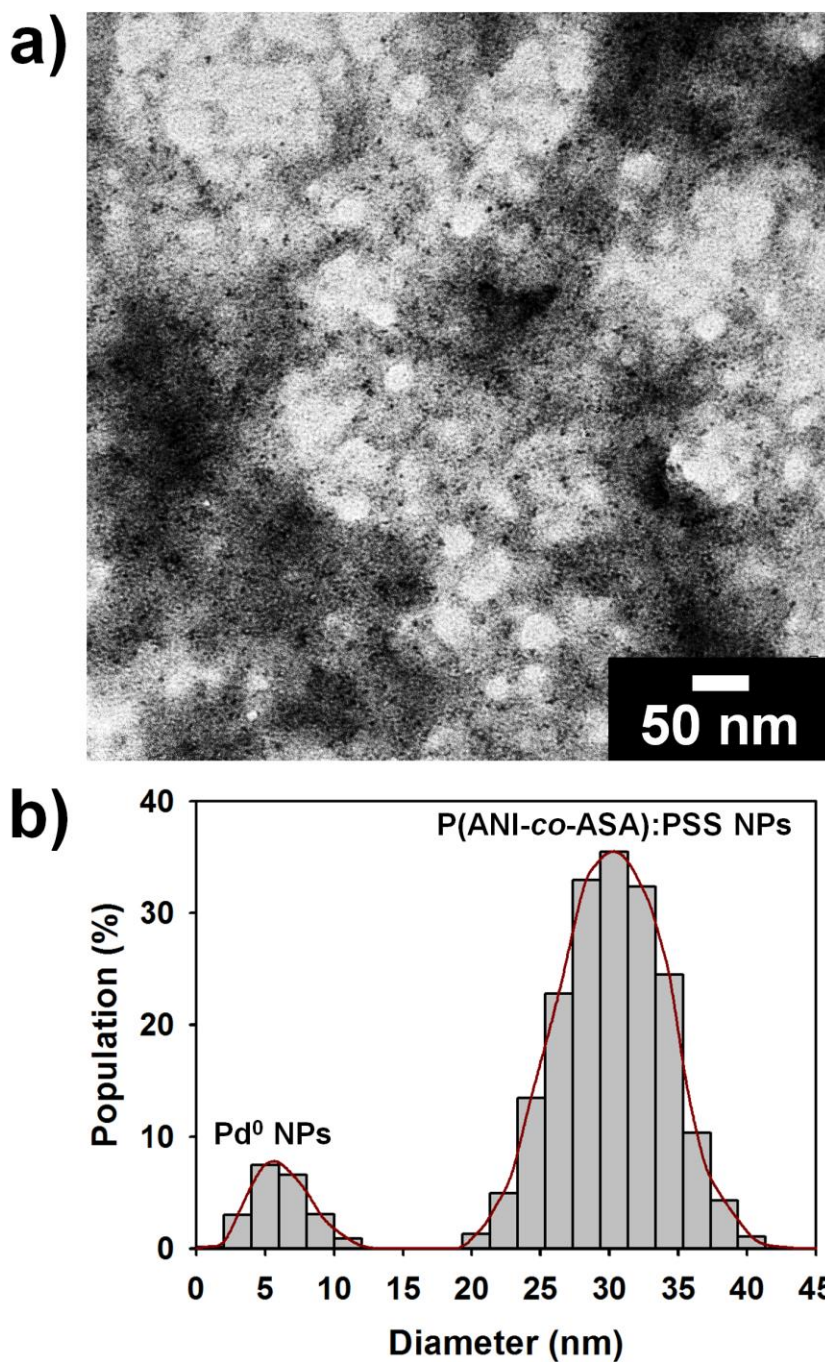 a)
50 nm
b)
P(ANI-co-ASA):PSS NPs
Pd⁰ NPs
Population (%)
40
30
20
10
0
0 5 10 15 20 25 30 35 40 45
Diameter (nm)